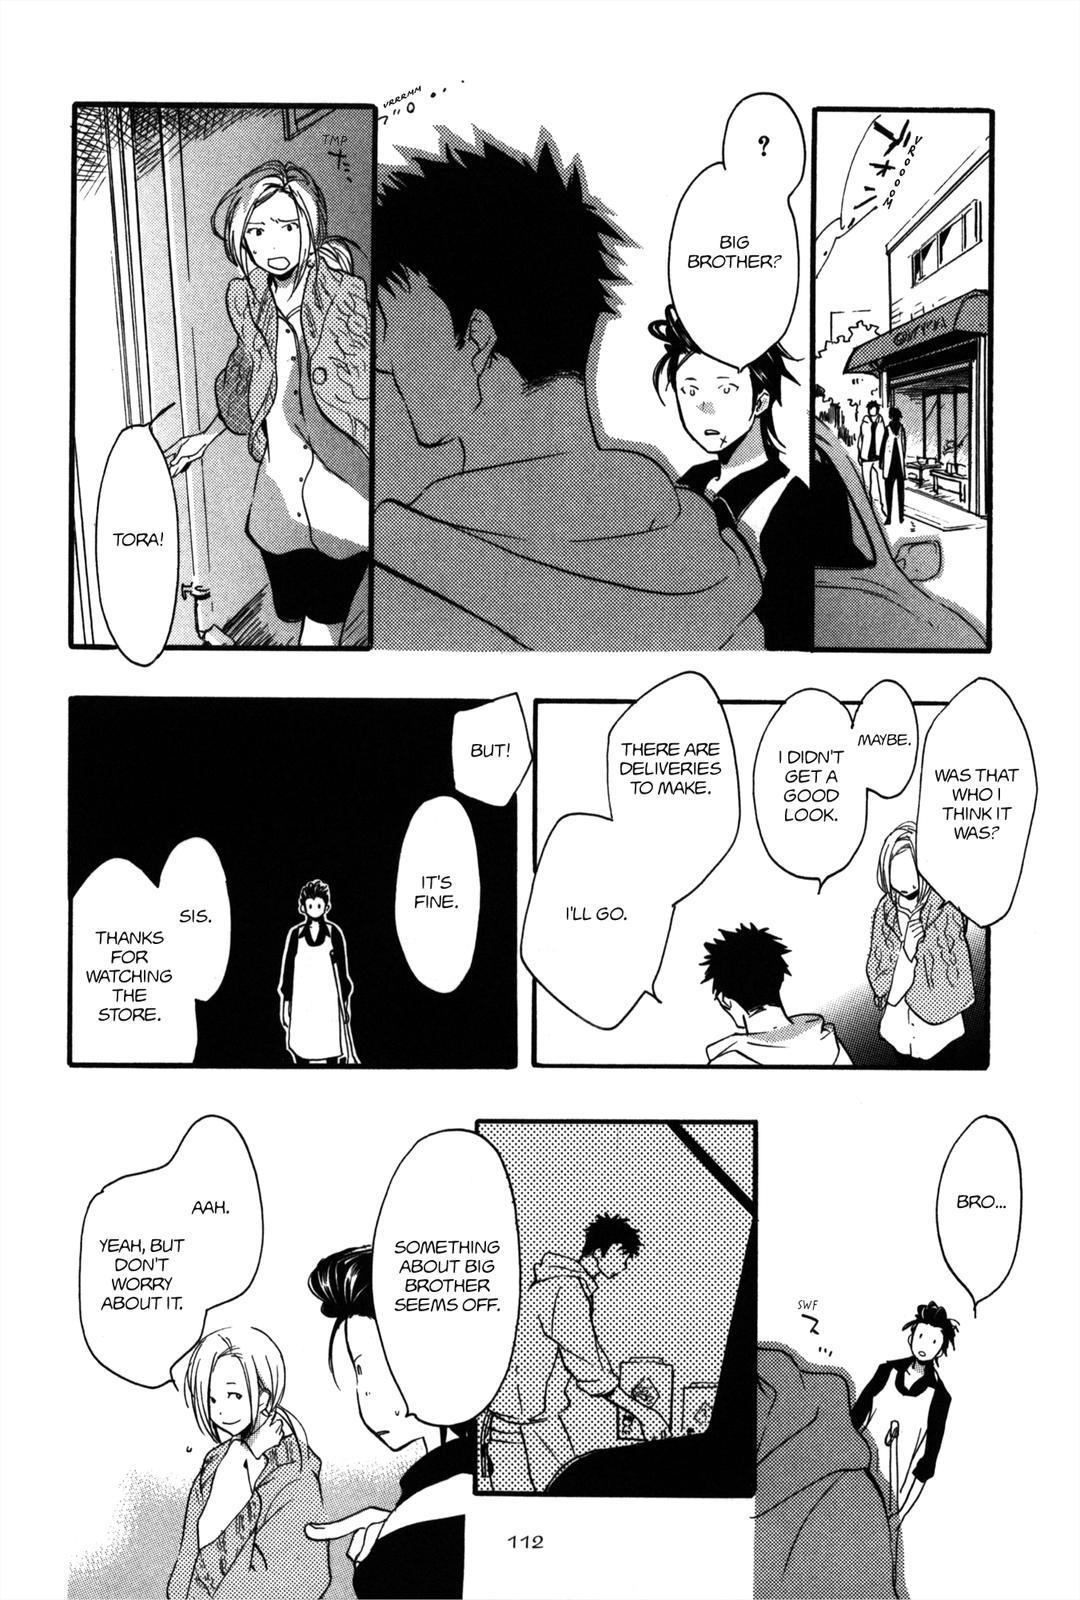 VROOOOM
?
BIG
BROTHER?
VRRRMM
TMP
TORA!
WAS THAT
WHO I
THINK IT
WAS?
MAYBE.
I DIDN'T
GET A
GOOD
LOOK.
THERE ARE
DELIVERIES
TO MAKE.
I'LL GO.
BUT!
IT'S
FINE.
SIS.
THANKS
FOR
WATCHING
THE
STORE.
BRO...
SWF
SOMETHING
ABOUT BIG
BROTHER
SEEMS OFF.
AAH.
YEAH, BUT
DON'T
WORRY
ABOUT IT.
112